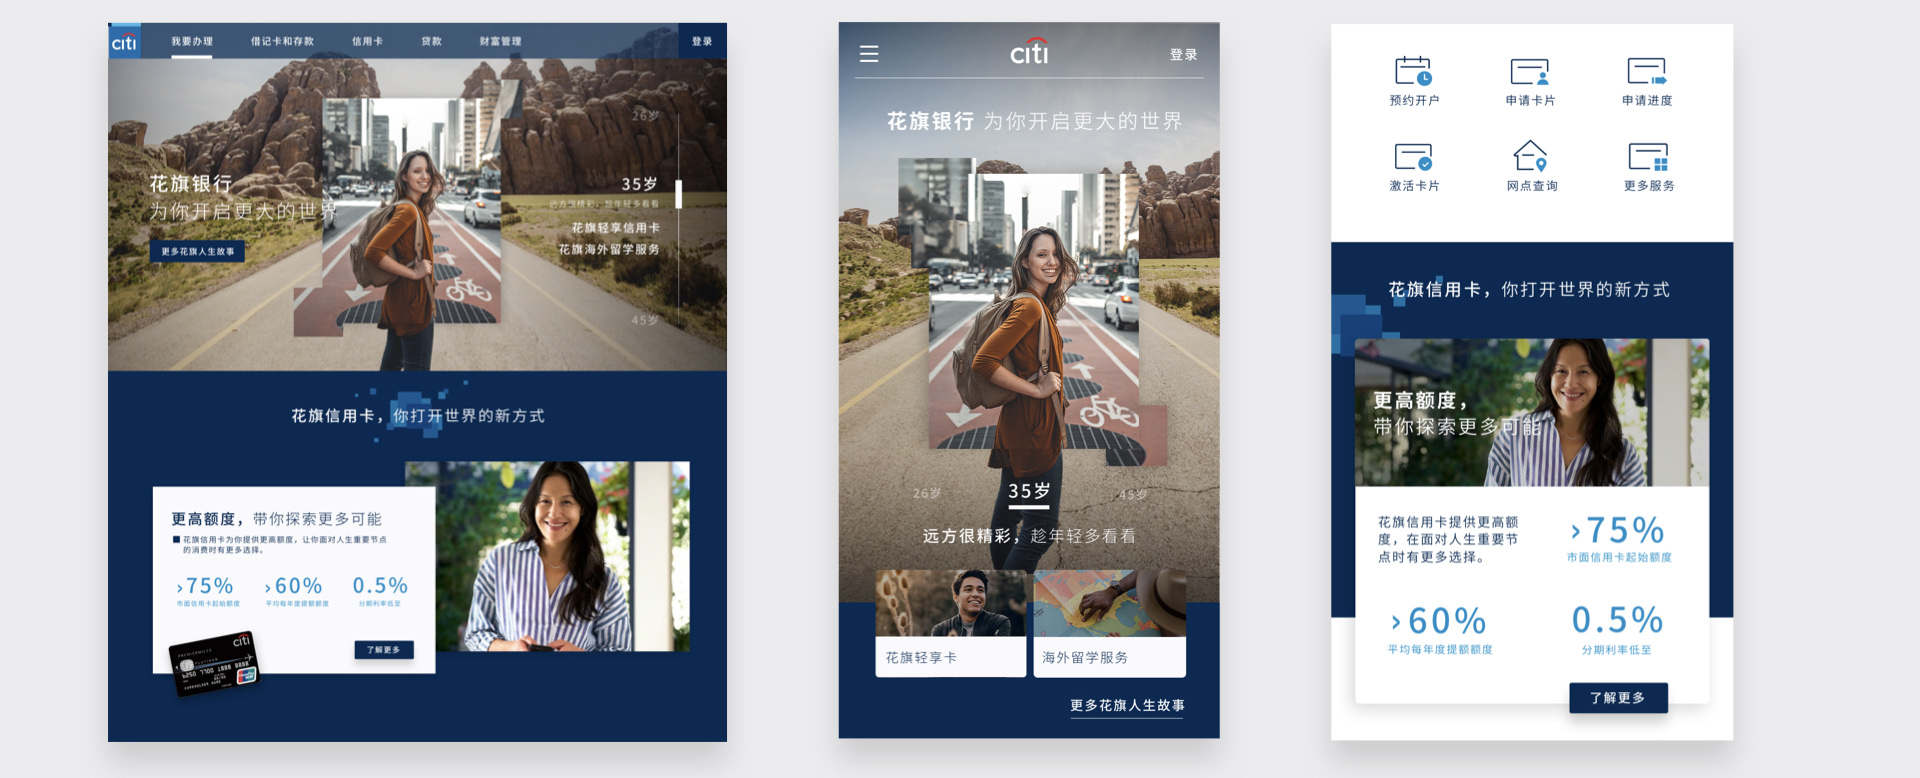 citi
我要办理
借记卡和存款
信用卡
贷款
财富管理
登录
花旗银行
为你开启更大的世界
更多花旗人生故事
26岁
35岁
远方很精彩，趁年轻多看看
花旗轻享信用卡
花旗海外留学服务
45岁
花旗信用卡，你打开世界的新方式
更高额度，带你探索更多可能
花旗信用卡为你提供更高额度，让你面对人生重要节点
的消费时有更多选择。
›75%
市面信用卡起始额度
›60%
平均每年度提额额度
0.5%
分期利率低至
citi
了解更多
citi
登录
花旗银行 为你开启更大的世界
26岁
35岁
45岁
远方很精彩，趁年轻多看看
花旗轻享卡
海外留学服务
更多花旗人生故事
预约开户
申请卡片
申请进度
激活卡片
网点查询
更多服务
花旗信用卡，你打开世界的新方式
更高额度，
带你探索更多可能
花旗信用卡提供更高额
度，在面对人生重要节
点时有更多选择。
›75%
市面信用卡起始额度
›60%
平均每年度提额额度
0.5%
分期利率低至
了解更多